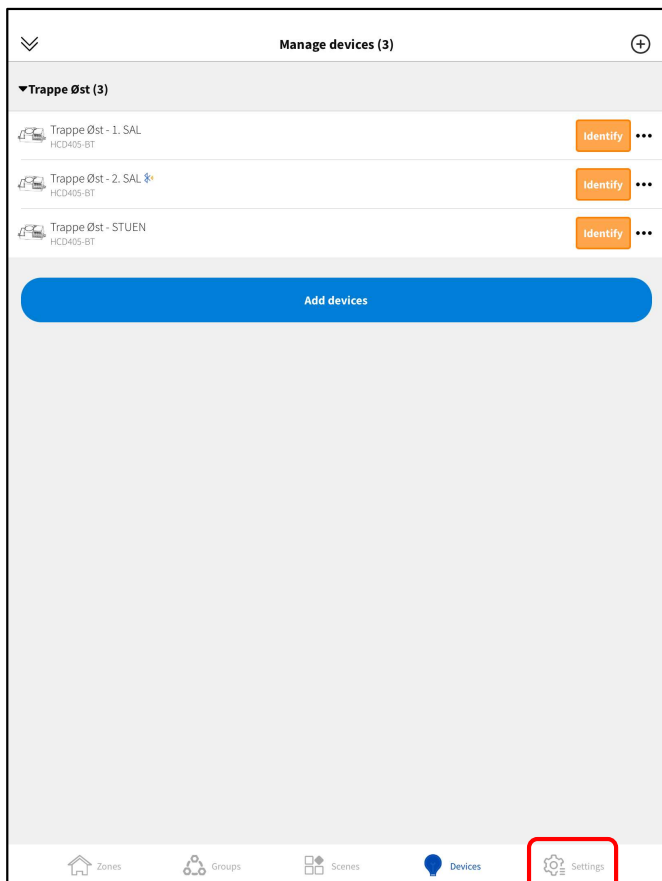 Manage devices (3)
Trappe Øst (3)
Trappe Øst - 1. SAL
HCD405-BT
Identify
Trappe Øst - 2. SAL
HCD405-BT
Identify
Trappe Øst - STUEN
HCD405-BT
Identify
Add devices
Zones Groups Scenes Devices Settings